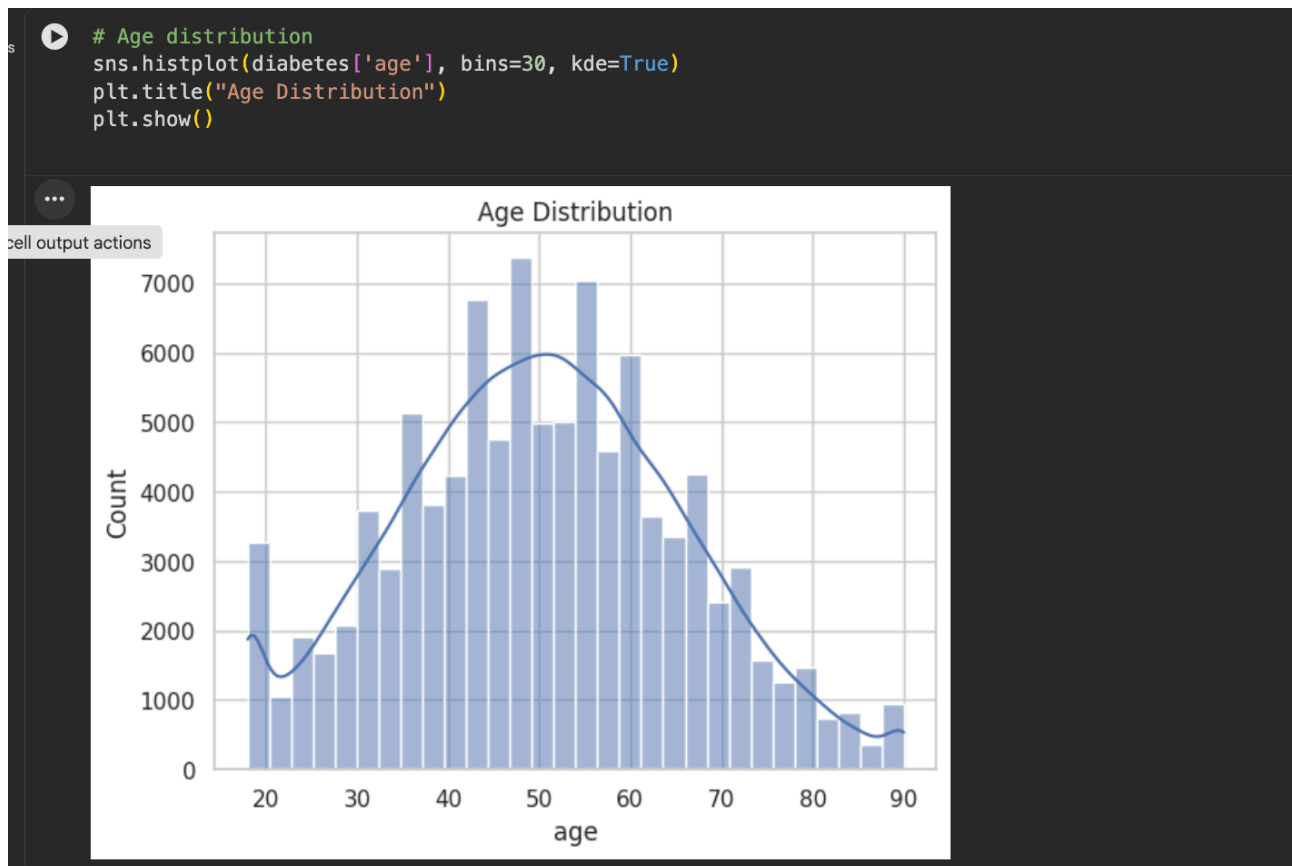 # Age distribution
s
sns.histplot(diabetes['age'], bins=30, kde=True)
plt.title("Age Distribution")
plt.show()
cell output actions
Age Distribution
7000
6000
5000
4000
3000
2000
1000
0
Count
20 30 40 50 60 70 80 90
age